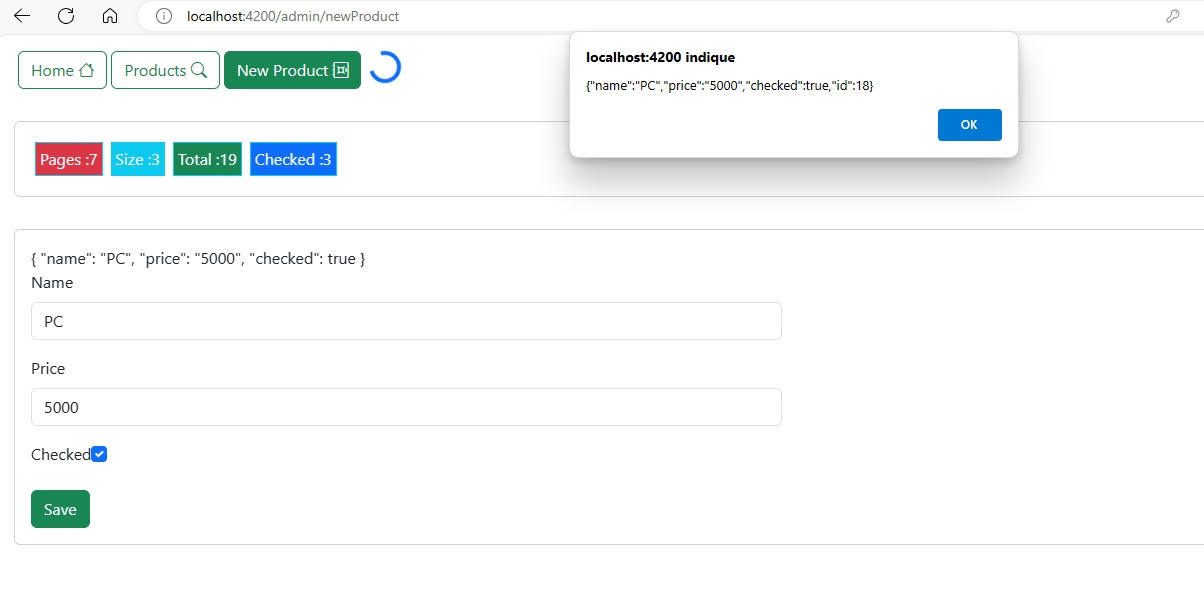 localhost:4200/admin/newProduct
Home Products New Product
localhost:4200 indique
{"name":"PC","price":"5000","checked":true,"id":18}
OK
Pages :7 Size :3 Total :19 Checked :3
{ "name": "PC", "price": "5000", "checked": true }
Name
PC
Price
5000
Checked
Save